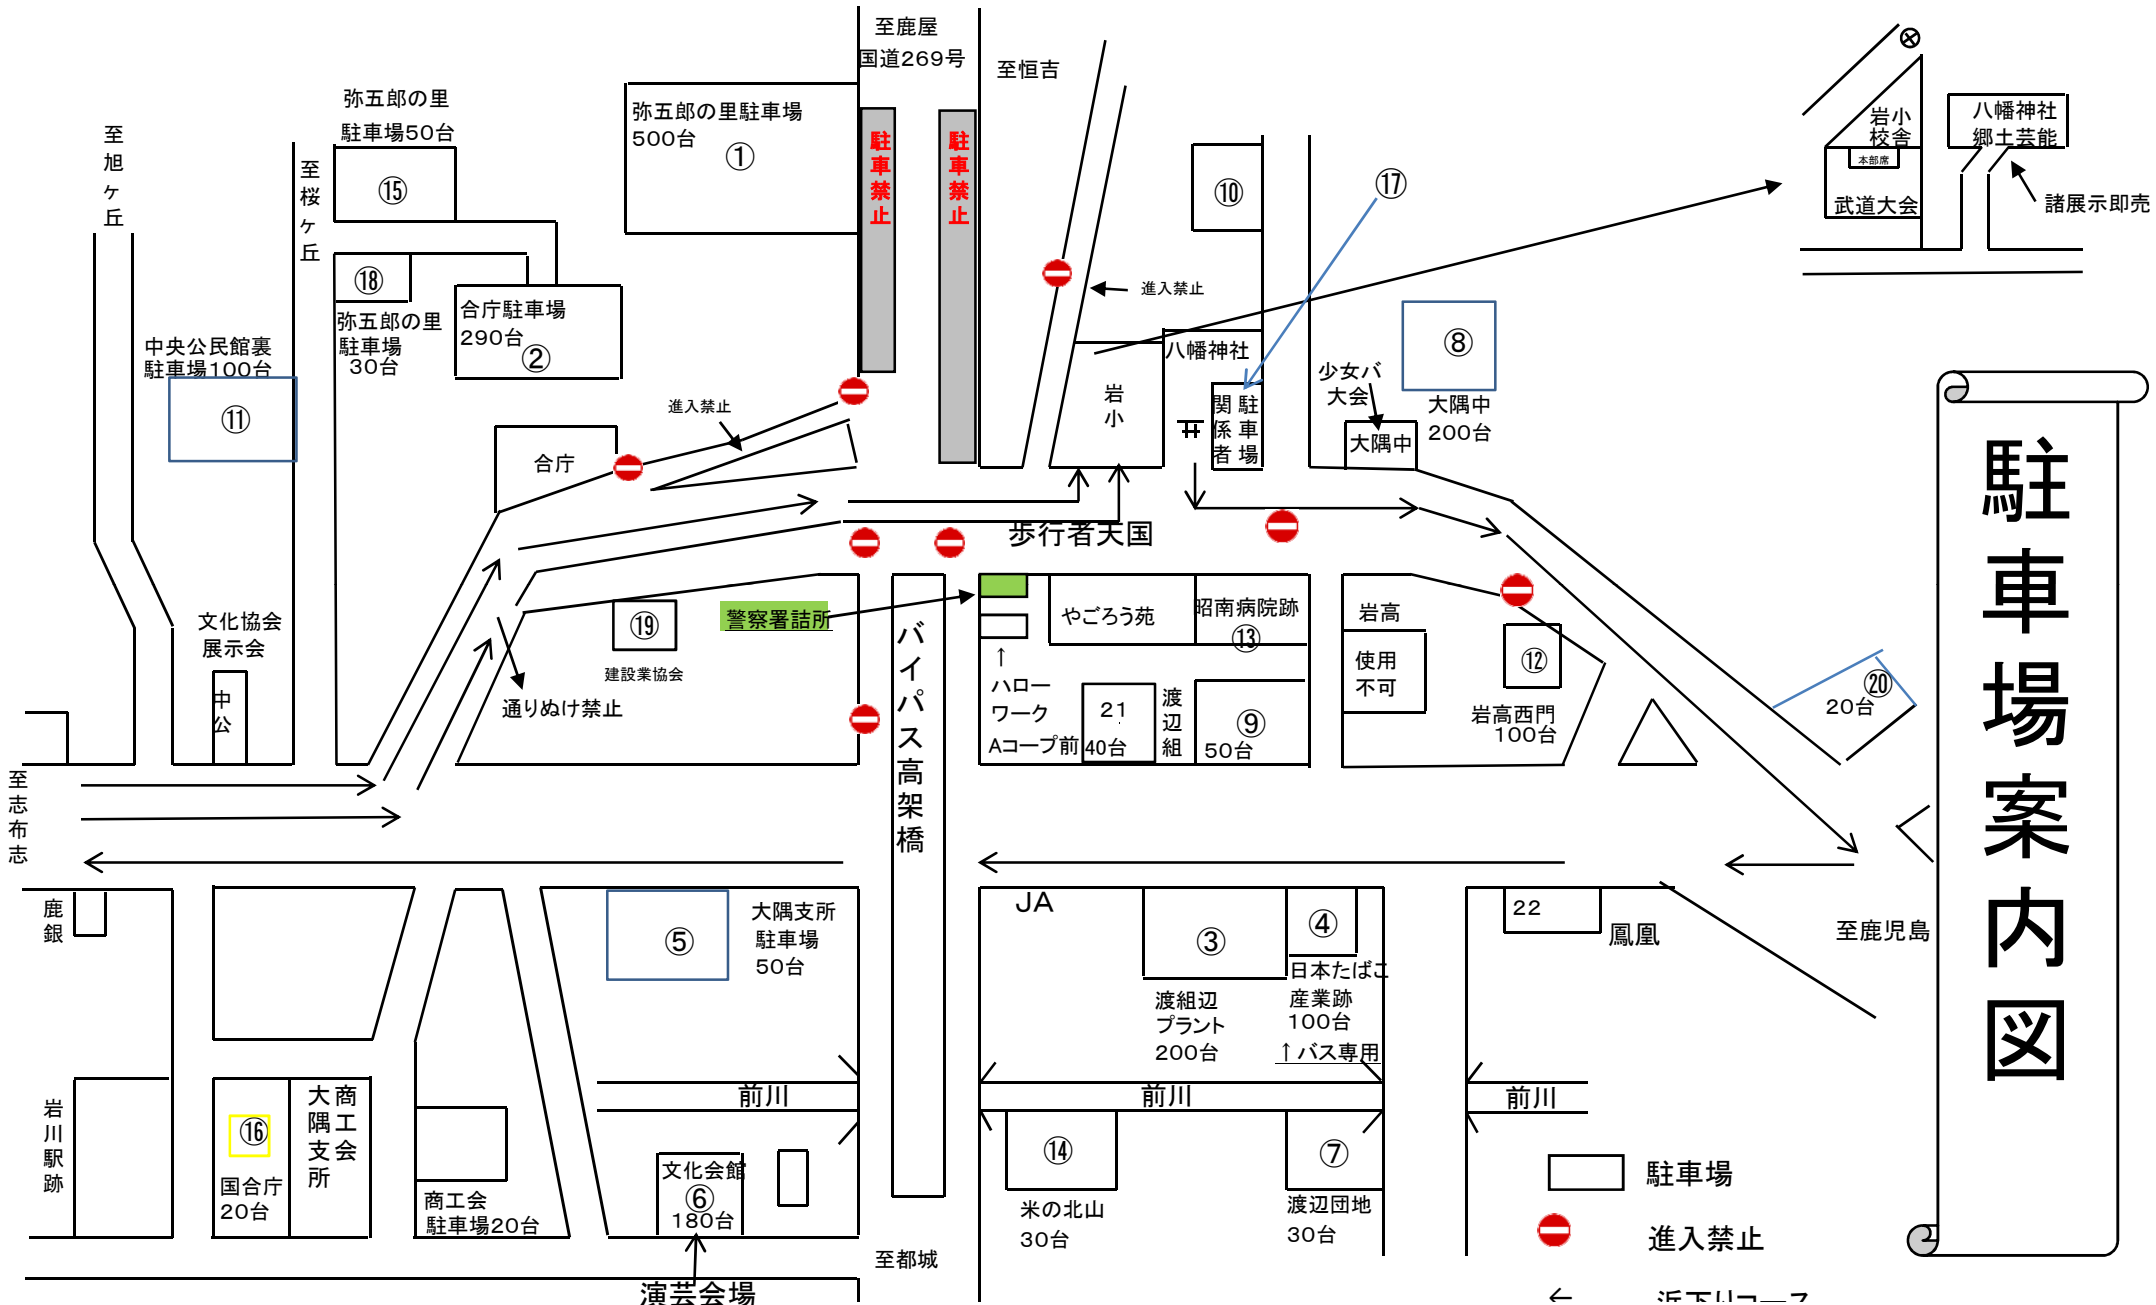 至鹿屋
国道269号
至恒吉
弥五郎の里
駐車場50台
⑮
弥五郎の里駐車場
500台
①
駐車禁止
駐車禁止
至旭ヶ丘
至桜ヶ丘
⑩
⑰
岩小
校舎
本部席
武道大会
八幡神社
郷土芸能
諸展示即売
⑱
弥五郎の里
駐車場
30台
合庁駐車場
290台
②
進入禁止
中央公民館裏
駐車場100台
⑪
進入禁止
合庁
岩小
八幡神社
関係者
駐車場
少女バ
大会
大隅中
⑧
大隅中
200台
駐車場案内図
歩行者天国
文化協会
展示会
中公
⑲
建設業協会
警察署詰所
通りぬけ禁止
バイパス高架橋
↑
ハロー
ワーク
Aコープ前
やごろう苑
昭南病院跡
⑬
21
40台
渡辺組
⑨
50台
岩高
使用
不可
⑫
岩高西門
100台
⑳
20台
至志布志
鹿銀
⑤
大隅支所
駐車場
50台
JA
③
渡組辺
プラント
200台
④
日本たばこ
産業跡
100台
↑バス専用
22
鳳凰
至鹿児島
前川
前川
前川
岩川駅跡
⑯
国合庁
20台
商工会
大隅支所
商工会
駐車場20台
文化会館
⑥
180台
演芸会場
至都城
⑭
米の北山
30台
⑦
渡辺団地
30台
駐車場
進入禁止
← 浜下りコース